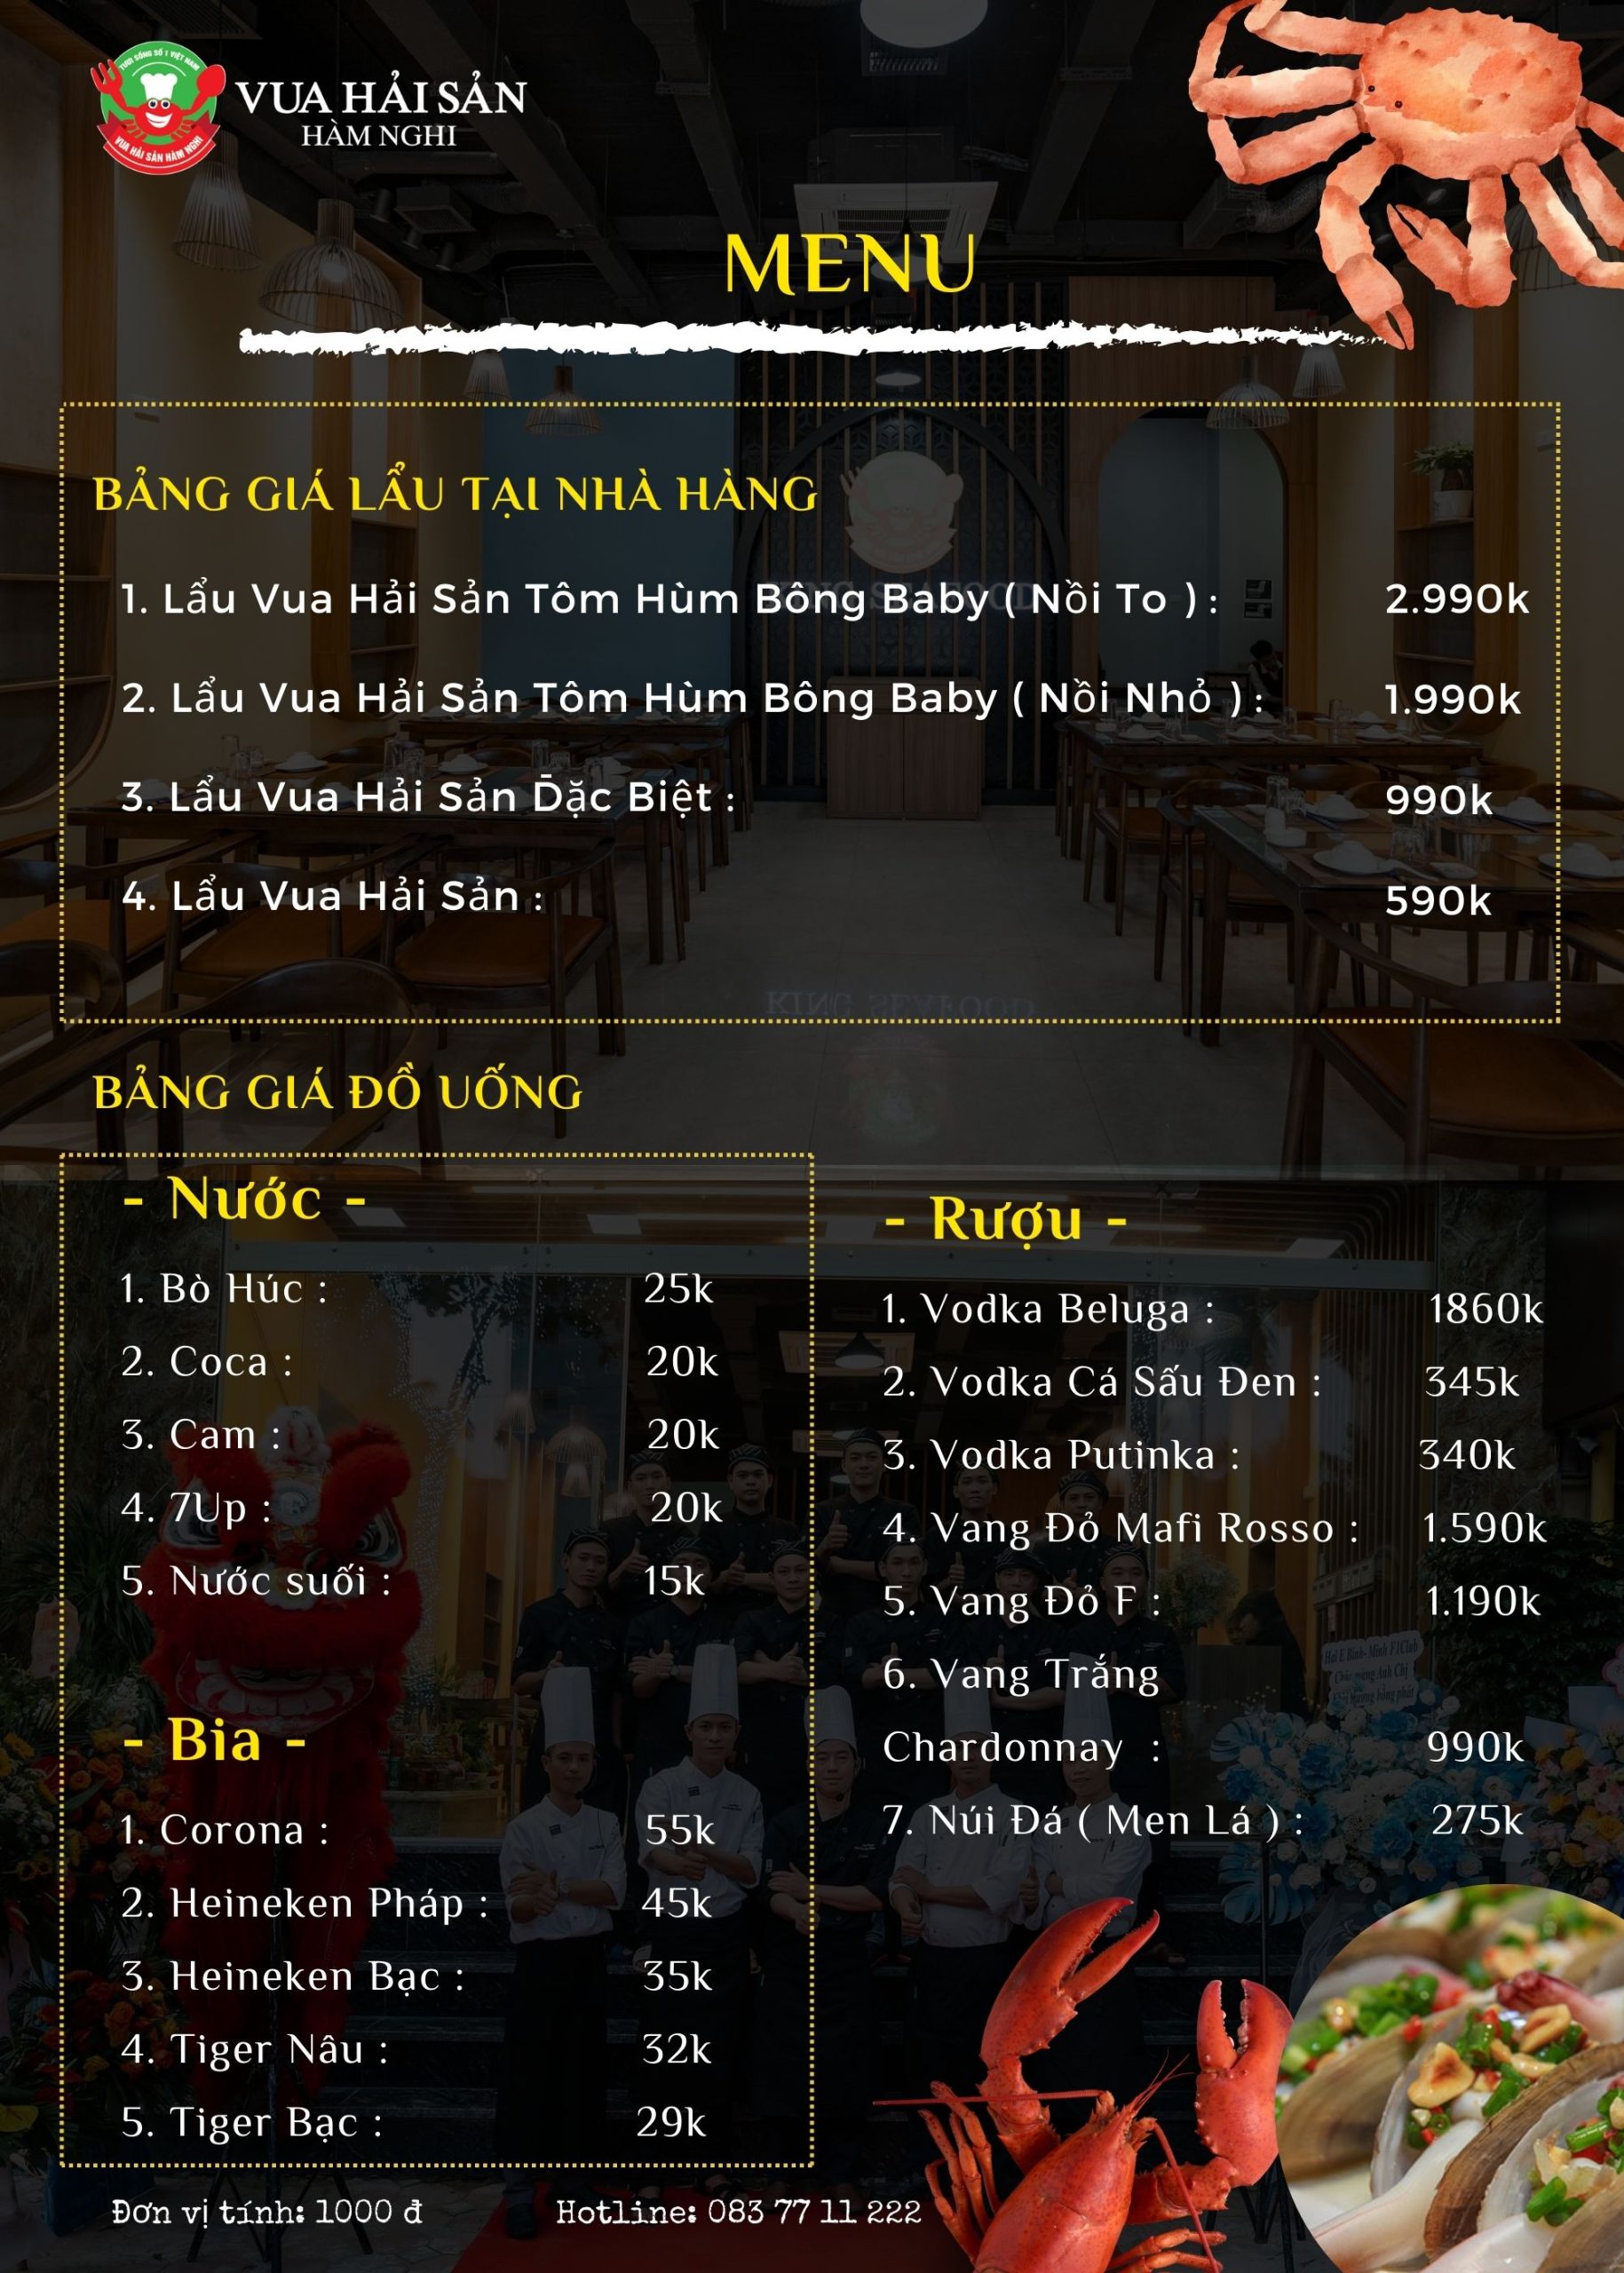 TƯƠI SỐNG SỐ 1 VIỆT NAM
VUA HẢI SẢN HÀM NGHI
VUA HẢI SẢN
HÀM NGHI
MENU
BẢNG GIÁ LẨU TẠI NHÀ HÀNG
1. Lẩu Vua Hải Sản Tôm Hùm Bông Baby ( Nồi To ) : 2.990k
2. Lẩu Vua Hải Sản Tôm Hùm Bông Baby ( Nồi Nhỏ ) : 1.990k
3. Lẩu Vua Hải Sản Đặc Biệt : 990k
4. Lẩu Vua Hải Sản : 590k
KING SEAFOOD
BẢNG GIÁ ĐỒ UỐNG
- Nước -
1. Bò Húc : 25k
2. Coca : 20k
3. Cam : 20k
4. 7Up : 20k
5. Nước suối : 15k
- Bia -
1. Corona : 55k
2. Heineken Pháp : 45k
3. Heineken Bạc : 35k
4. Tiger Nâu : 32k
5. Tiger Bạc : 29k
- Rượu -
1. Vodka Beluga : 1860k
2. Vodka Cá Sấu Đen : 345k
3. Vodka Putinka : 340k
4. Vang Đỏ Mafi Rosso : 1.590k
5. Vang Đỏ F : 1.190k
6. Vang Trắng
Chardonnay : 990k
7. Núi Đá ( Men Lá ) : 275k
Đơn vị tính: 1000 đ
Hotline: 083 77 11 222